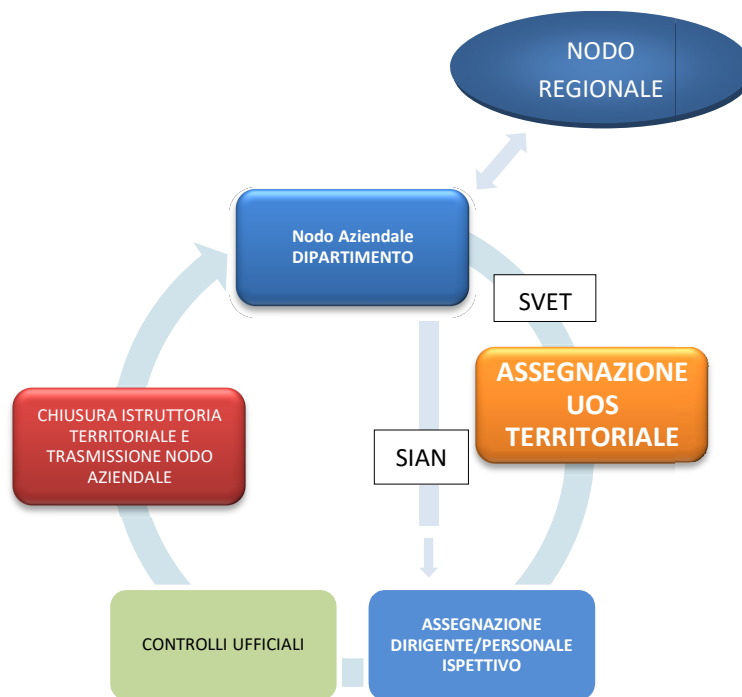 NODO
REGIONALE
Nodo Aziendale
DIPARTIMENTO
SVET
ASSEGNAZIONE
UOS
TERRITORIALE
CHIUSURA ISTRUTTORIA
TERRITORIALE E
TRASMISSIONE NODO
AZIENDALE
SIAN
CONTROLLI UFFICIALI
ASSEGNAZIONE
DIRIGENTE/PERSONALE
ISPETTIVO